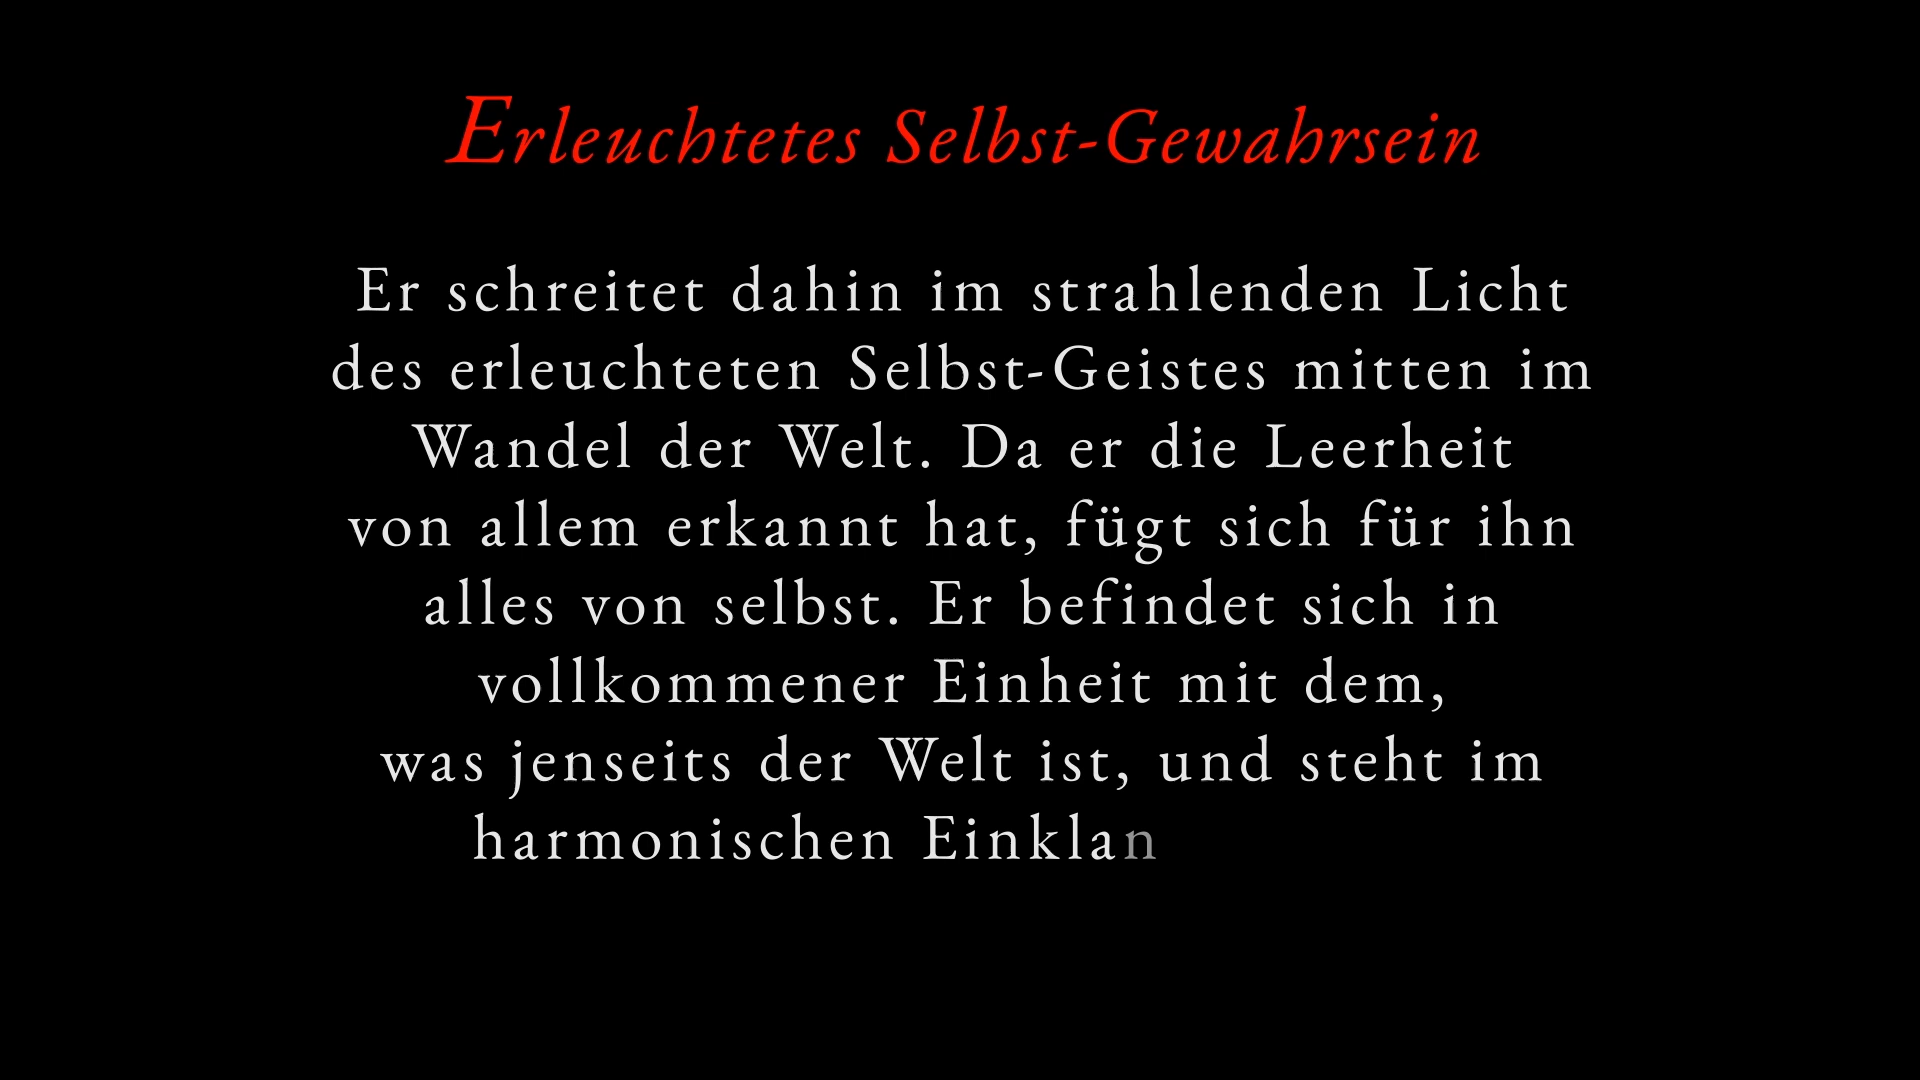 Erleuchtetes Selbst-Gewahrsein
Er schreitet dahin im strahlenden Licht
des erleuchteten Selbst-Geistes mitten im
Wandel der Welt. Da er die Leerheit
von allem erkannt hat, fügt sich für ihn
alles von selbst. Er befindet sich in
vollkommener Einheit mit dem,
was jenseits der Welt ist, und steht im
harmonischen Einklan